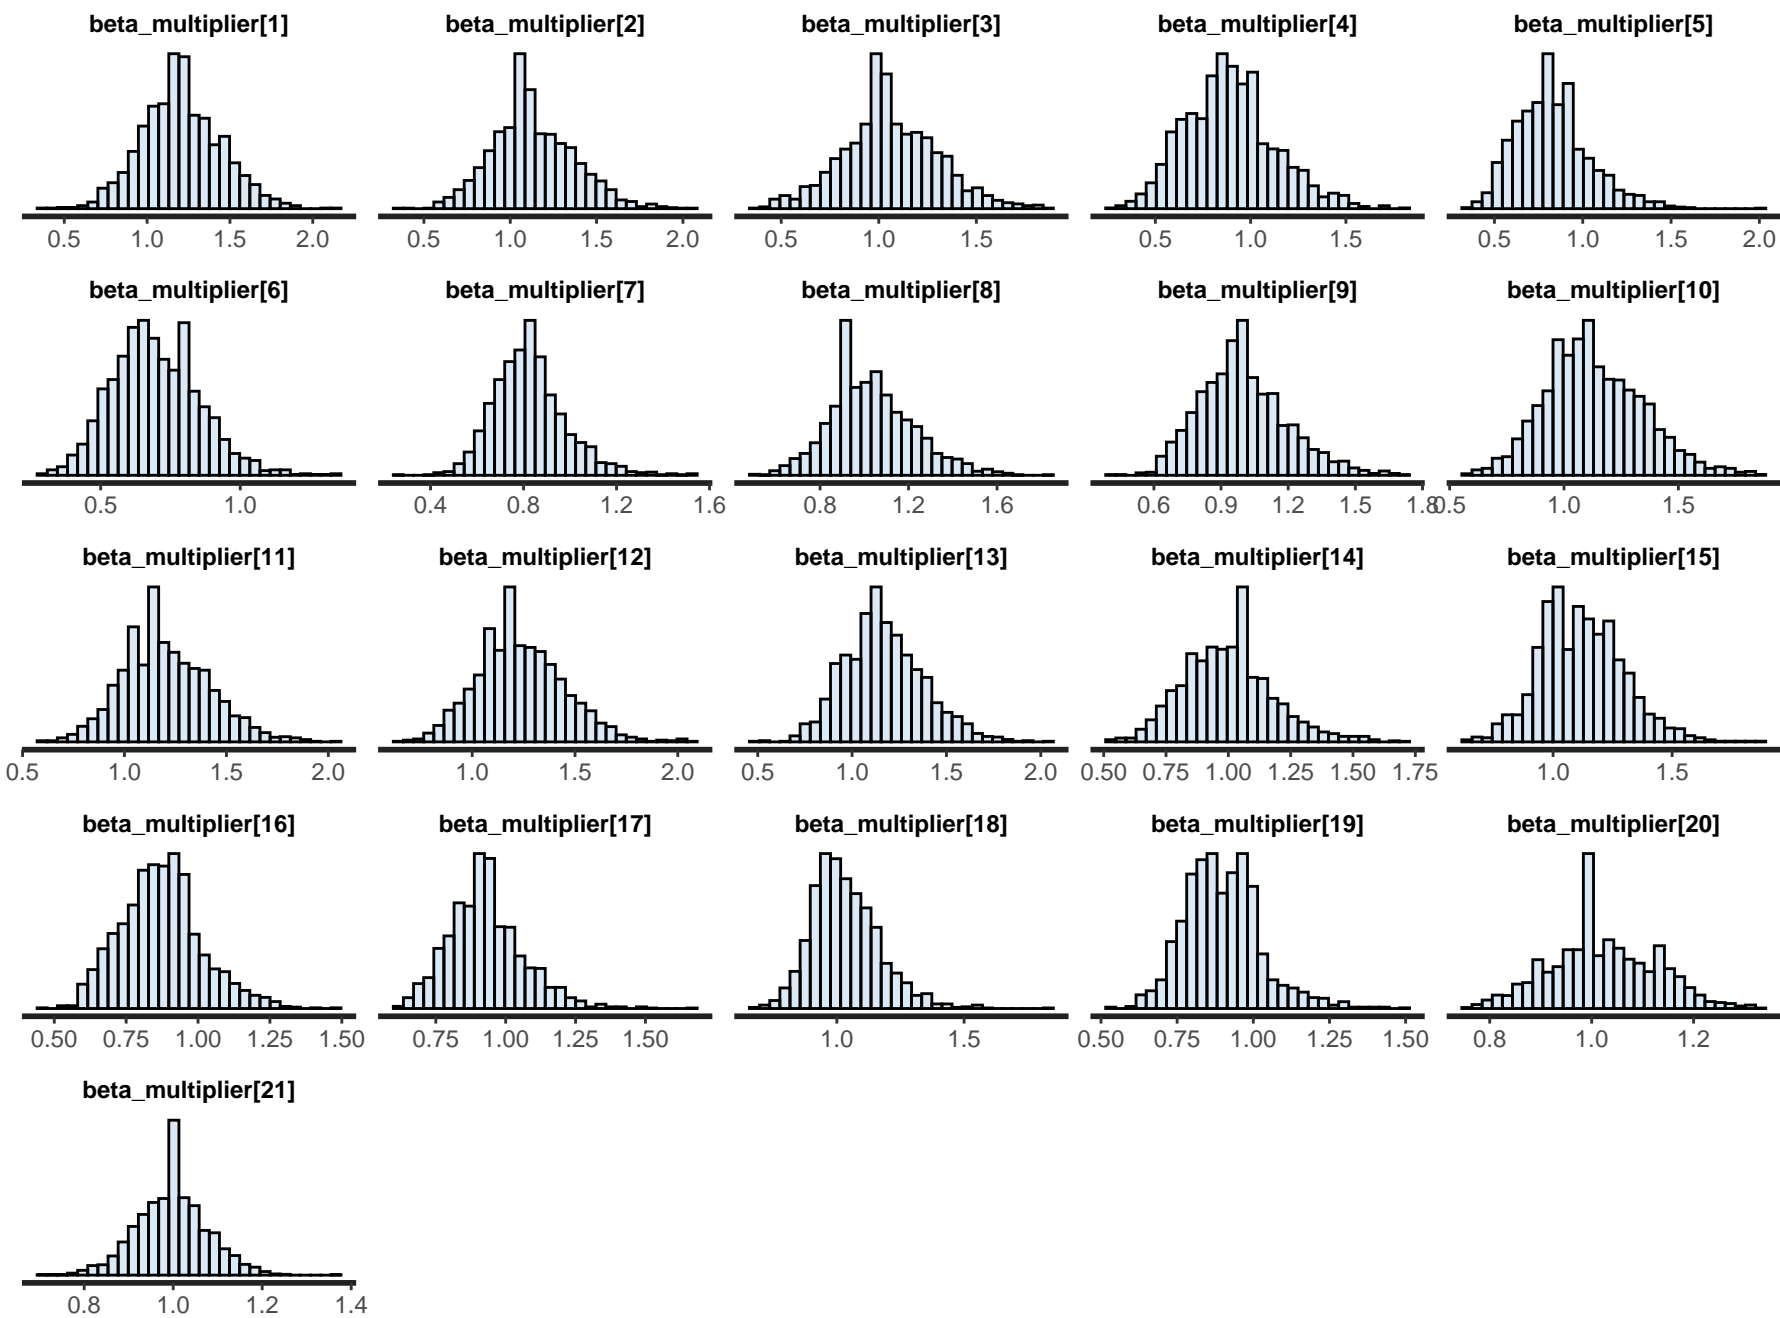 beta_multiplier[1] beta_multiplier[2] beta_multiplier[3] beta_multiplier[4] beta_multiplier[5]
0.5 1.0 1.5 2.0 0.5 1.0 1.5 2.0 0.5 1.0 1.5 0.5 1.0 1.5 0.5 1.0 1.5 2.0
beta_multiplier[6] beta_multiplier[7] beta_multiplier[8] beta_multiplier[9] beta_multiplier[10]
0.5 1.0 0.4 0.8 1.2 1.6 0.8 1.2 1.6 0.6 0.9 1.2 1.5 1.8 0.5 1.0 1.5
beta_multiplier[11] beta_multiplier[12] beta_multiplier[13] beta_multiplier[14] beta_multiplier[15]
0.5 1.0 1.5 2.0 1.0 1.5 2.0 0.5 1.0 1.5 2.0 0.50 0.75 1.00 1.25 1.50 1.75 1.0 1.5
beta_multiplier[16] beta_multiplier[17] beta_multiplier[18] beta_multiplier[19] beta_multiplier[20]
0.50 0.75 1.00 1.25 1.50 0.75 1.00 1.25 1.50 1.0 1.5 0.50 0.75 1.00 1.25 1.50 0.8 1.0 1.2
beta_multiplier[21]
0.8 1.0 1.2 1.4